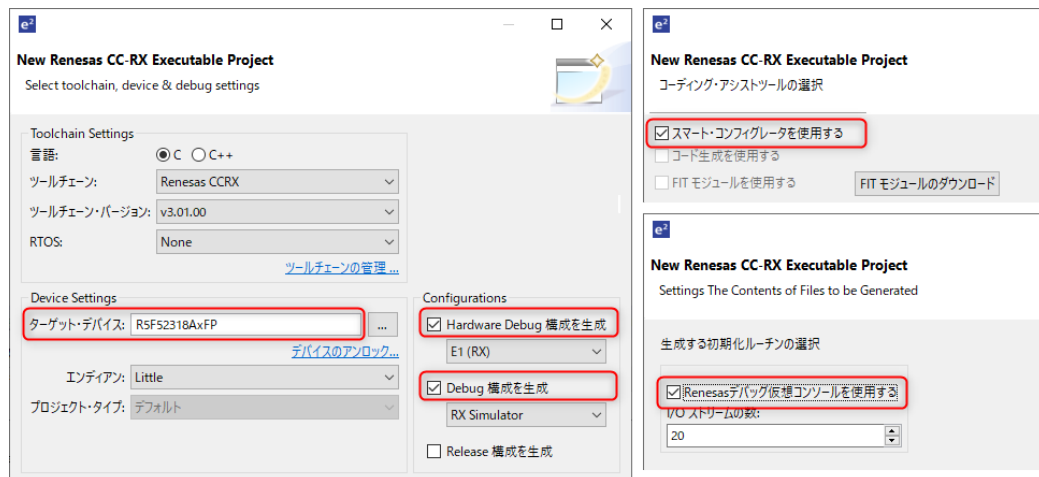 e²
New Renesas CC-RX Executable Project
Select toolchain, device & debug settings
Toolchain Settings
言語: C C++
ツールチェーン: Renesas CCRX
ツールチェーン・バージョン: v3.01.00
RTOS: None
ツールチェーンの管理 ...
Device Settings
ターゲット・デバイス: R5F52318AxFP ...
デバイスのアンロック...
エンディアン: Little
プロジェクト・タイプ: デフォルト
Configurations
Hardware Debug 構成を生成
E1 (RX)
Debug 構成を生成
RX Simulator
Release 構成を生成
e²
New Renesas CC-RX Executable Project
コーディング・アシストツールの選択
スマート・コンフィグレータを使用する
コード生成を使用する
FIT モジュールを使用する FIT モジュールのダウンロード
e²
New Renesas CC-RX Executable Project
Settings The Contents of Files to be Generated
生成する初期化ルーチンの選択
Renesasデバッグ仮想コンソールを使用する
I/O ストリームの数:
20